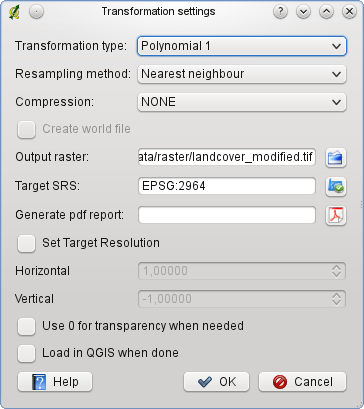 Transformation settings
Transformation type: Polynomial 1
Resampling method: Nearest neighbour
Compression: NONE
Create world file
Output raster: ata/raster/landcover_modified.tif
Target SRS: EPSG:2964
Generate pdf report:
Set Target Resolution
Horizontal 1,00000
Vertical -1,00000
Use 0 for transparency when needed
Load in QGIS when done
Help OK Cancel